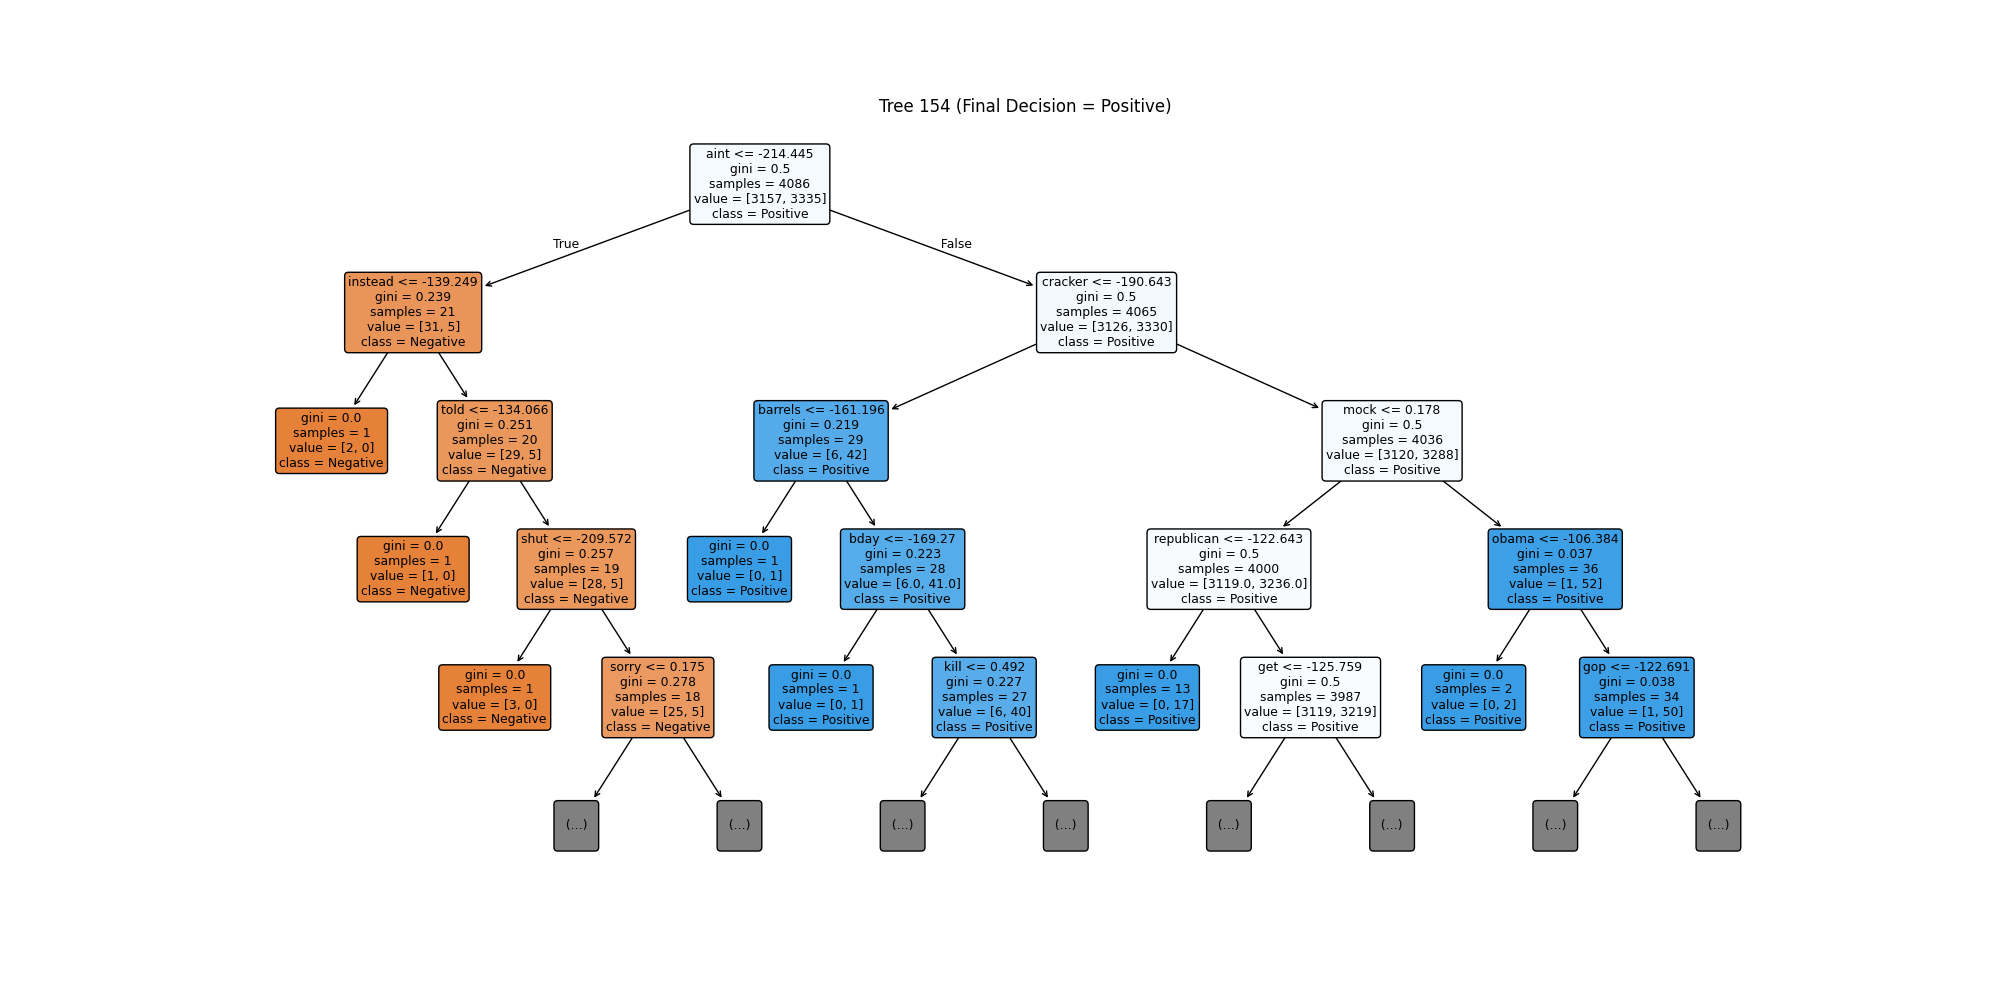 Tree 154 (Final Decision = Positive)
aint <= -214.445
gini = 0.5
samples = 4086
value = [3157, 3335]
class = Positive
True
False
instead <= -139.249
gini = 0.239
samples = 21
value = [31, 5]
class = Negative
cracker <= -190.643
gini = 0.5
samples = 4065
value = [3126, 3330]
class = Positive
gini = 0.0
samples = 1
value = [2, 0]
class = Negative
told <= -134.066
gini = 0.251
samples = 20
value = [29, 5]
class = Negative
barrels <= -161.196
gini = 0.219
samples = 29
value = [6, 42]
class = Positive
mock <= 0.178
gini = 0.5
samples = 4036
value = [3120, 3288]
class = Positive
gini = 0.0
samples = 1
value = [1, 0]
class = Negative
shut <= -209.572
gini = 0.257
samples = 19
value = [28, 5]
class = Negative
gini = 0.0
samples = 1
value = [0, 1]
class = Positive
bday <= -169.27
gini = 0.223
samples = 28
value = [6.0, 41.0]
class = Positive
republican <= -122.643
gini = 0.5
samples = 4000
value = [3119.0, 3236.0]
class = Positive
obama <= -106.384
gini = 0.037
samples = 36
value = [1, 52]
class = Positive
gini = 0.0
samples = 1
value = [3, 0]
class = Negative
sorry <= 0.175
gini = 0.278
samples = 18
value = [25, 5]
class = Negative
gini = 0.0
samples = 1
value = [0, 1]
class = Positive
kill <= 0.492
gini = 0.227
samples = 27
value = [6, 40]
class = Positive
gini = 0.0
samples = 13
value = [0, 17]
class = Positive
get <= -125.759
gini = 0.5
samples = 3987
value = [3119, 3219]
class = Positive
gini = 0.0
samples = 2
value = [0, 2]
class = Positive
gop <= -122.691
gini = 0.038
samples = 34
value = [1, 50]
class = Positive
(...)
(...)
(...)
(...)
(...)
(...)
(...)
(...)